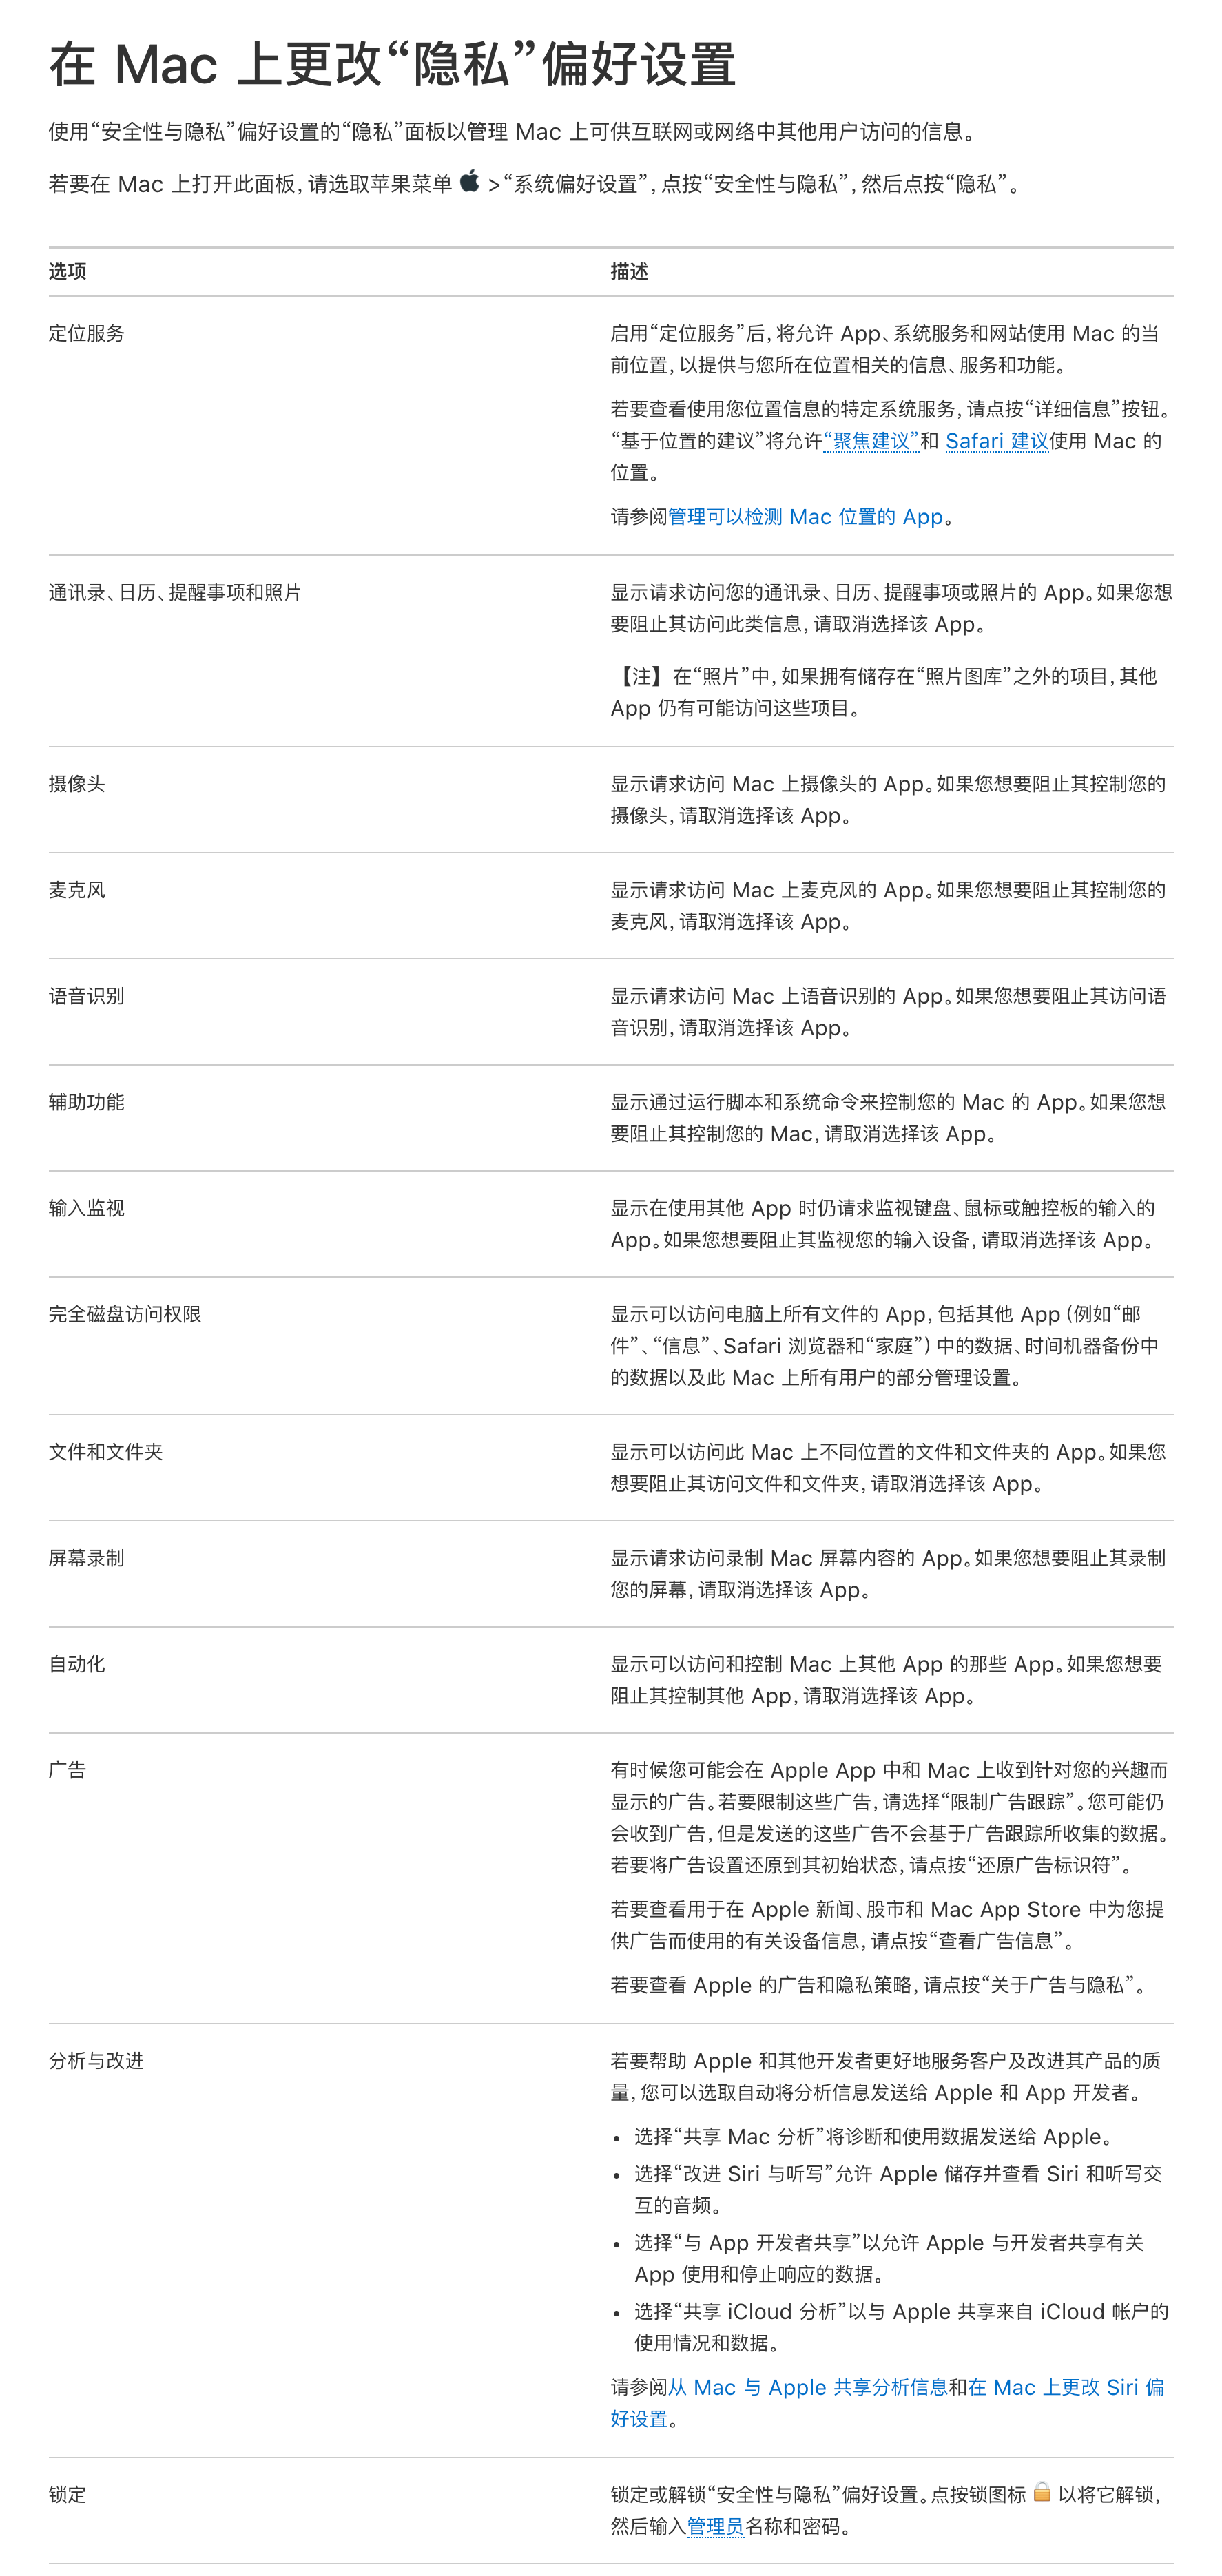 在 Mac 上更改“隐私”偏好设置
使用“安全性与隐私”偏好设置的“隐私”面板以管理 Mac 上可供互联网或网络中其他用户访问的信息。
若要在 Mac 上打开此面板，请选取苹果菜单  >“系统偏好设置”，点按“安全性与隐私”，然后点按“隐私”。
选项
描述
定位服务
启用“定位服务”后，将允许 App、系统服务和网站使用 Mac 的当
前位置，以提供与您所在位置相关的信息、服务和功能。
若要查看使用您位置信息的特定系统服务，请点按“详细信息”按钮。
“基于位置的建议”将允许“聚焦建议”和 Safari 建议使用 Mac 的
位置。
请参阅管理可以检测 Mac 位置的 App。
通讯录、日历、提醒事项和照片
显示请求访问您的通讯录、日历、提醒事项或照片的 App。如果您想
要阻止其访问此类信息，请取消选择该 App。
【注】在“照片”中，如果拥有储存在“照片图库”之外的项目，其他
App 仍有可能访问这些项目。
摄像头
显示请求访问 Mac 上摄像头的 App。如果您想要阻止其控制您的
摄像头，请取消选择该 App。
麦克风
显示请求访问 Mac 上麦克风的 App。如果您想要阻止其控制您的
麦克风，请取消选择该 App。
语音识别
显示请求访问 Mac 上语音识别的 App。如果您想要阻止其访问语
音识别，请取消选择该 App。
辅助功能
显示通过运行脚本和系统命令来控制您的 Mac 的 App。如果您想
要阻止其控制您的 Mac，请取消选择该 App。
输入监视
显示在使用其他 App 时仍请求监视键盘、鼠标或触控板的输入的
App。如果您想要阻止其监视您的输入设备，请取消选择该 App。
完全磁盘访问权限
显示可以访问电脑上所有文件的 App，包括其他 App（例如“邮
件”、“信息”、Safari 浏览器和“家庭”）中的数据、时间机器备份中
的数据以及此 Mac 上所有用户的部分管理设置。
文件和文件夹
显示可以访问此 Mac 上不同位置的文件和文件夹的 App。如果您
想要阻止其访问文件和文件夹，请取消选择该 App。
屏幕录制
显示请求访问录制 Mac 屏幕内容的 App。如果您想要阻止其录制
您的屏幕，请取消选择该 App。
自动化
显示可以访问和控制 Mac 上其他 App 的那些 App。如果您想要
阻止其控制其他 App，请取消选择该 App。
广告
有时候您可能会在 Apple App 中和 Mac 上收到针对您的兴趣而
显示的广告。若要限制这些广告，请选择“限制广告跟踪”。您可能仍
会收到广告，但是发送的这些广告不会基于广告跟踪所收集的数据。
若要将广告设置还原到其初始状态，请点按“还原广告标识符”。
若要查看用于在 Apple 新闻、股市和 Mac App Store 中为您提
供广告而使用的有关设备信息，请点按“查看广告信息”。
若要查看 Apple 的广告和隐私策略，请点按“关于广告与隐私”。
分析与改进
若要帮助 Apple 和其他开发者更好地服务客户及改进其产品的质
量，您可以选取自动将分析信息发送给 Apple 和 App 开发者。
• 选择“共享 Mac 分析”将诊断和使用数据发送给 Apple。
• 选择“改进 Siri 与听写”允许 Apple 储存并查看 Siri 和听写交
互的音频。
• 选择“与 App 开发者共享”以允许 Apple 与开发者共享有关
App 使用和停止响应的数据。
• 选择“共享 iCloud 分析”以与 Apple 共享来自 iCloud 帐户的
使用情况和数据。
请参阅从 Mac 与 Apple 共享分析信息和在 Mac 上更改 Siri 偏
好设置。
锁定
锁定或解锁“安全性与隐私”偏好设置。点按锁图标 以将它解锁，
然后输入管理员名称和密码。